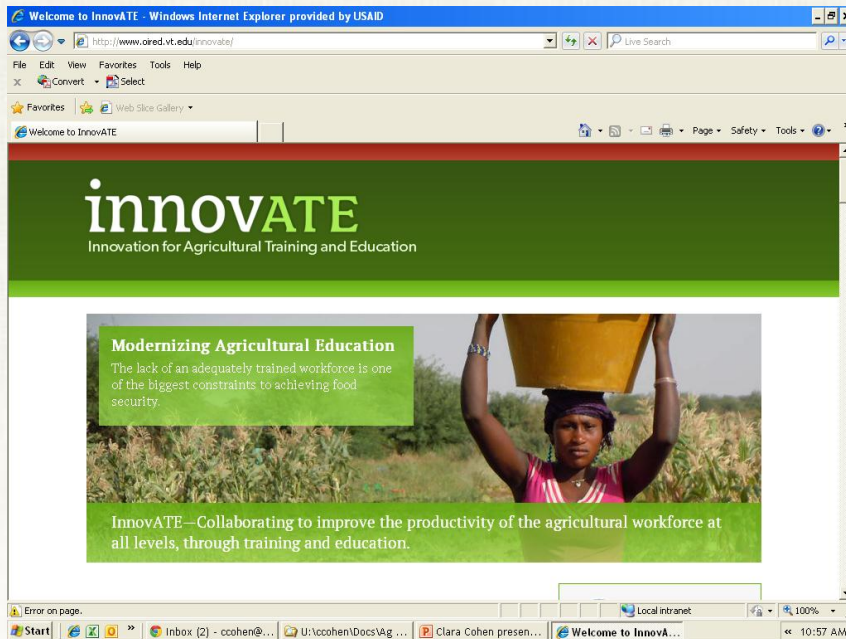 Welcome to InnovATE - Windows Internet Explorer provided by USAID
http://www.oired.vt.edu/innovate/
Live Search
File Edit View Favorites Tools Help
x Convert Select
Favorites Web Slice Gallery
Welcome to InnovATE
Page Safety Tools
innovATE
Innovation for Agricultural Training and Education
Modernizing Agricultural Education
The lack of an adequately trained workforce is one
of the biggest constraints to achieving food
security.
InnovATE—Collaborating to improve the productivity of the agricultural workforce at
all levels, through training and education.
Error on page. Local intranet 100%
Start » Inbox (2) - ccohen@... U:\ccohen\Docs\Ag ... Clara Cohen presen... Welcome to InnovA... « 10:57 AM